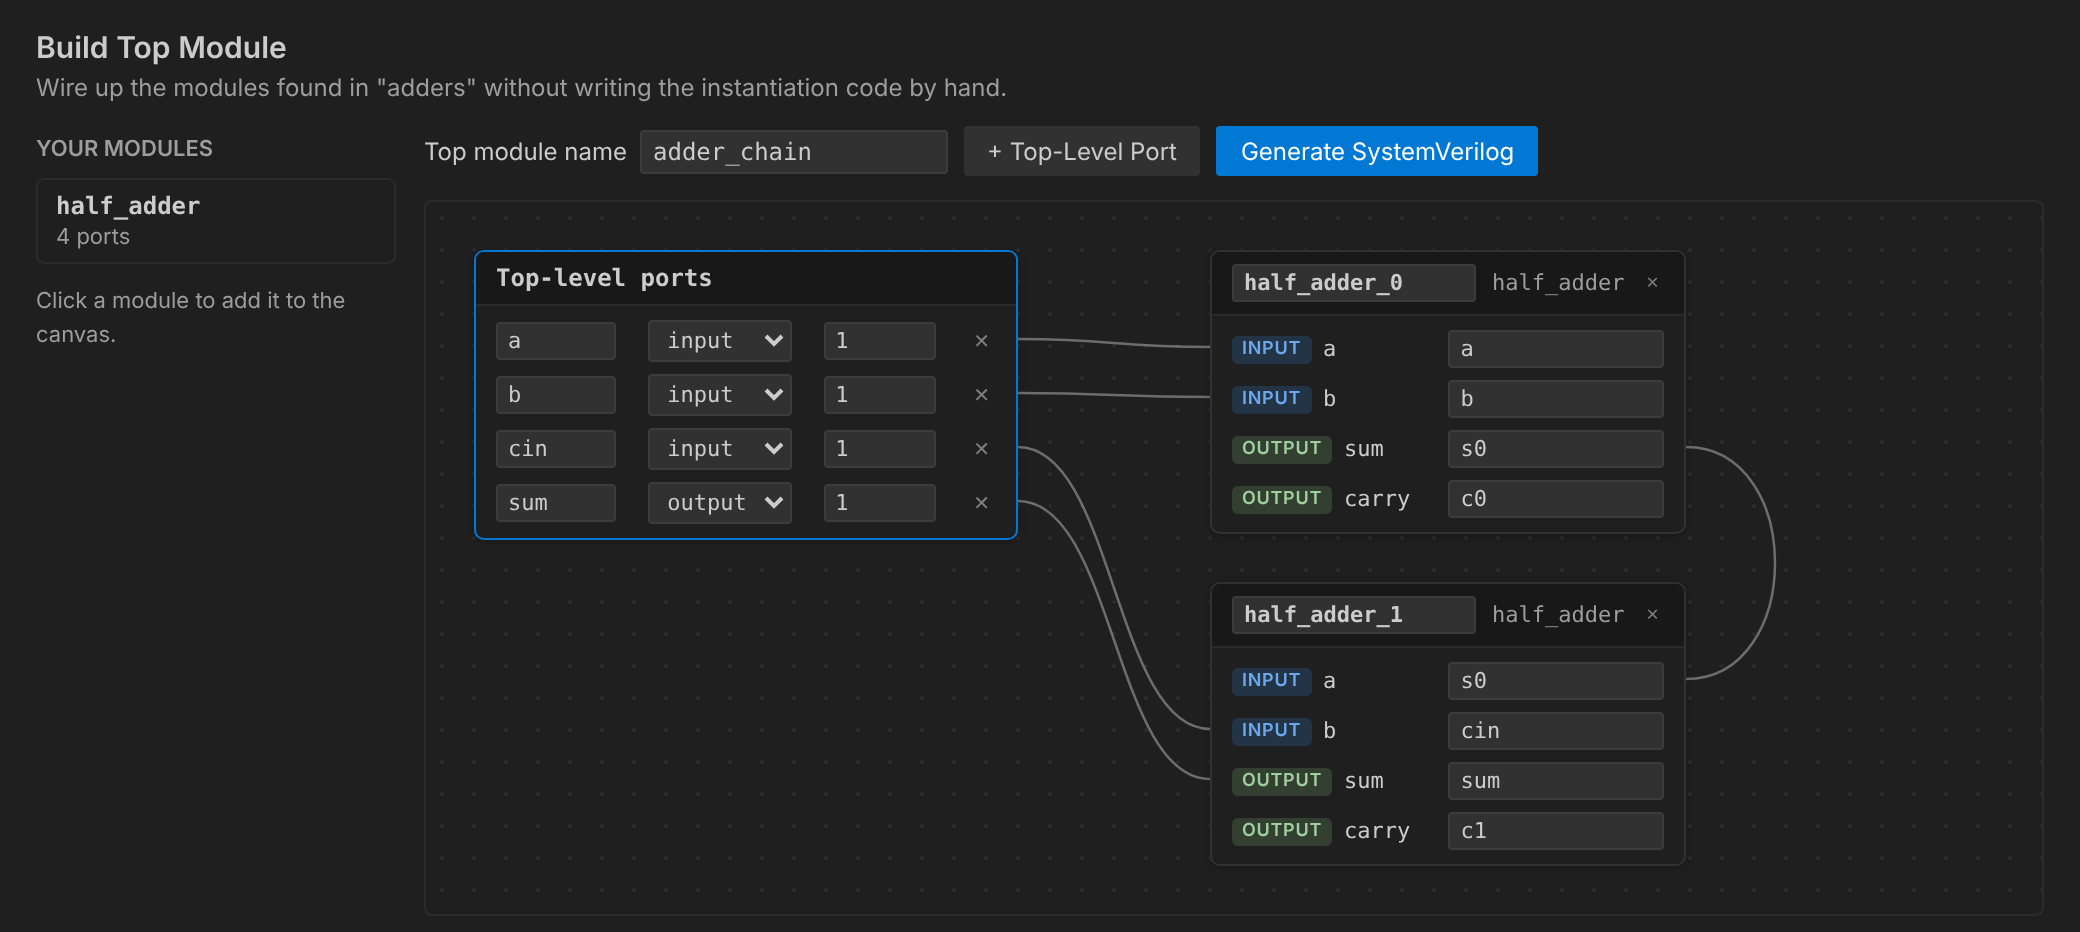 Build Top Module
Wire up the modules found in "adders" without writing the instantiation code by hand.
YOUR MODULES
half_adder
4 ports
Click a module to add it to the
canvas.
Top module name adder_chain + Top-Level Port Generate SystemVerilog
Top-level ports
a input 1 ×
b input 1 ×
cin input 1 ×
sum output 1 ×
half_adder_0 half_adder ×
INPUT a a
INPUT b b
OUTPUT sum s0
OUTPUT carry c0
half_adder_1 half_adder ×
INPUT a s0
INPUT b cin
OUTPUT sum sum
OUTPUT carry c1